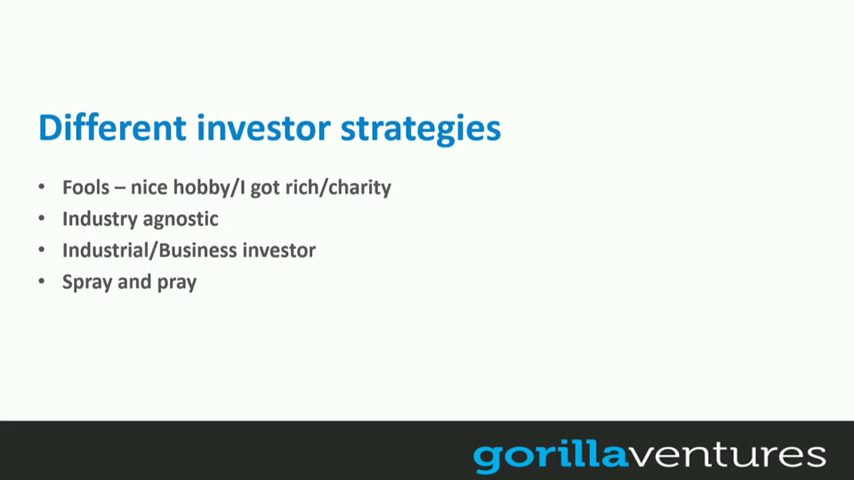 Different investor strategies
• Fools – nice hobby/I got rich/charity
• Industry agnostic
• Industrial/Business investor
• Spray and pray
gorillaventures